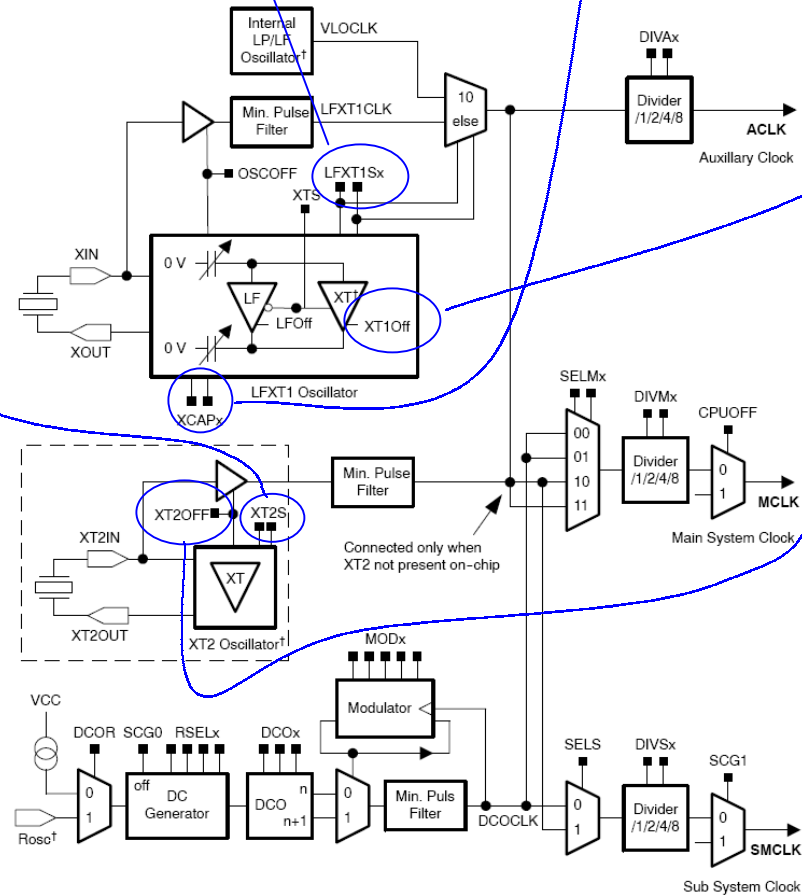 Internal
LP/LF
Oscillator†
VLOCLK
DIVAx
10
else
Divider
/1/2/4/8
ACLK
Auxillary Clock
Min. Pulse
Filter
LFXT1CLK
OSCOFF
LFXT1Sx
XTS
XIN
0 V
LF
XT†
LFOff
XT1Off
0 V
XOUT
LFXT1 Oscillator
XCAPx
SELMx
DIVMx
CPUOFF
00
01
10
11
Divider
/1/2/4/8
0
1
MCLK
Main System Clock
Min. Pulse
Filter
XT2OFF
XT2S
Connected only when
XT2 not present on-chip
XT2IN
XT
XT2OUT
XT2 Oscillator†
MODx
Modulator
VCC
DCOR
SCG0
RSELx
DCOx
off
DC
Generator
0
1
DCO
n
n+1
0
1
Min. Puls
Filter
DCOCLK
Rosc†
SELS
DIVSx
SCG1
0
1
Divider
/1/2/4/8
0
1
SMCLK
Sub System Clock